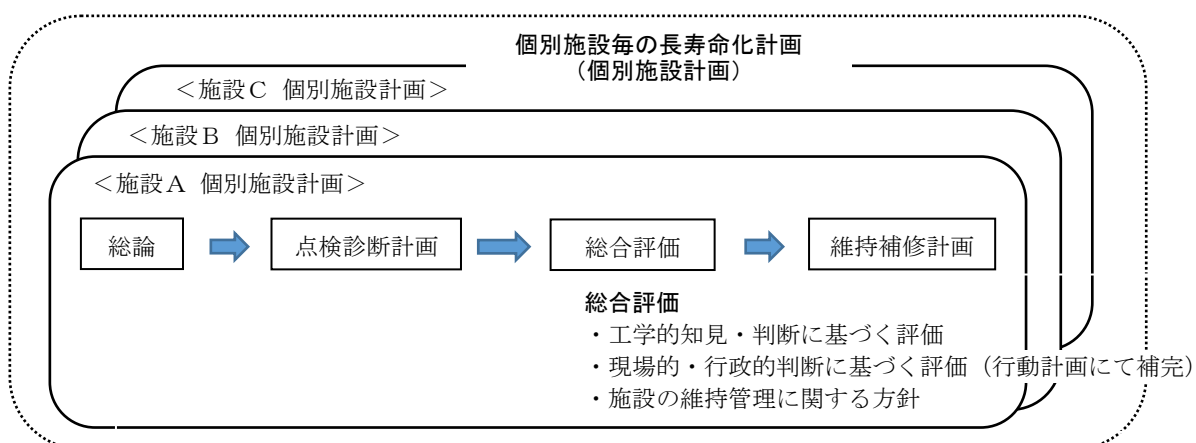 個別施設毎の長寿命化計画
（個別施設計画）
＜施設Ｃ 個別施設計画＞
＜施設Ｂ 個別施設計画＞
＜施設Ａ 個別施設計画＞
総論
点検診断計画
総合評価
維持補修計画
総合評価
・工学的知見・判断に基づく評価
・現場的・行政的判断に基づく評価（行動計画にて補完）
・施設の維持管理に関する方針